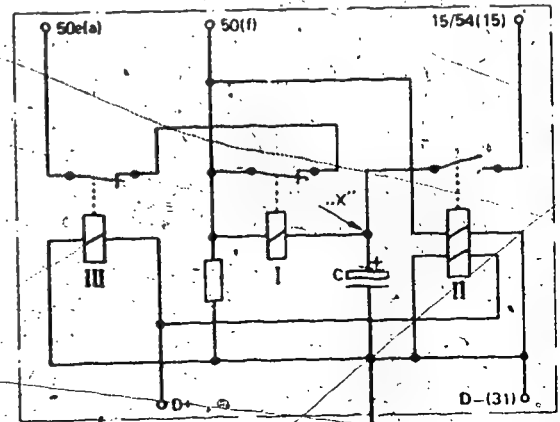 50e(a)
50(f)
15/54(15)
„X"
C
+
III
I
II
D+
D-(31)